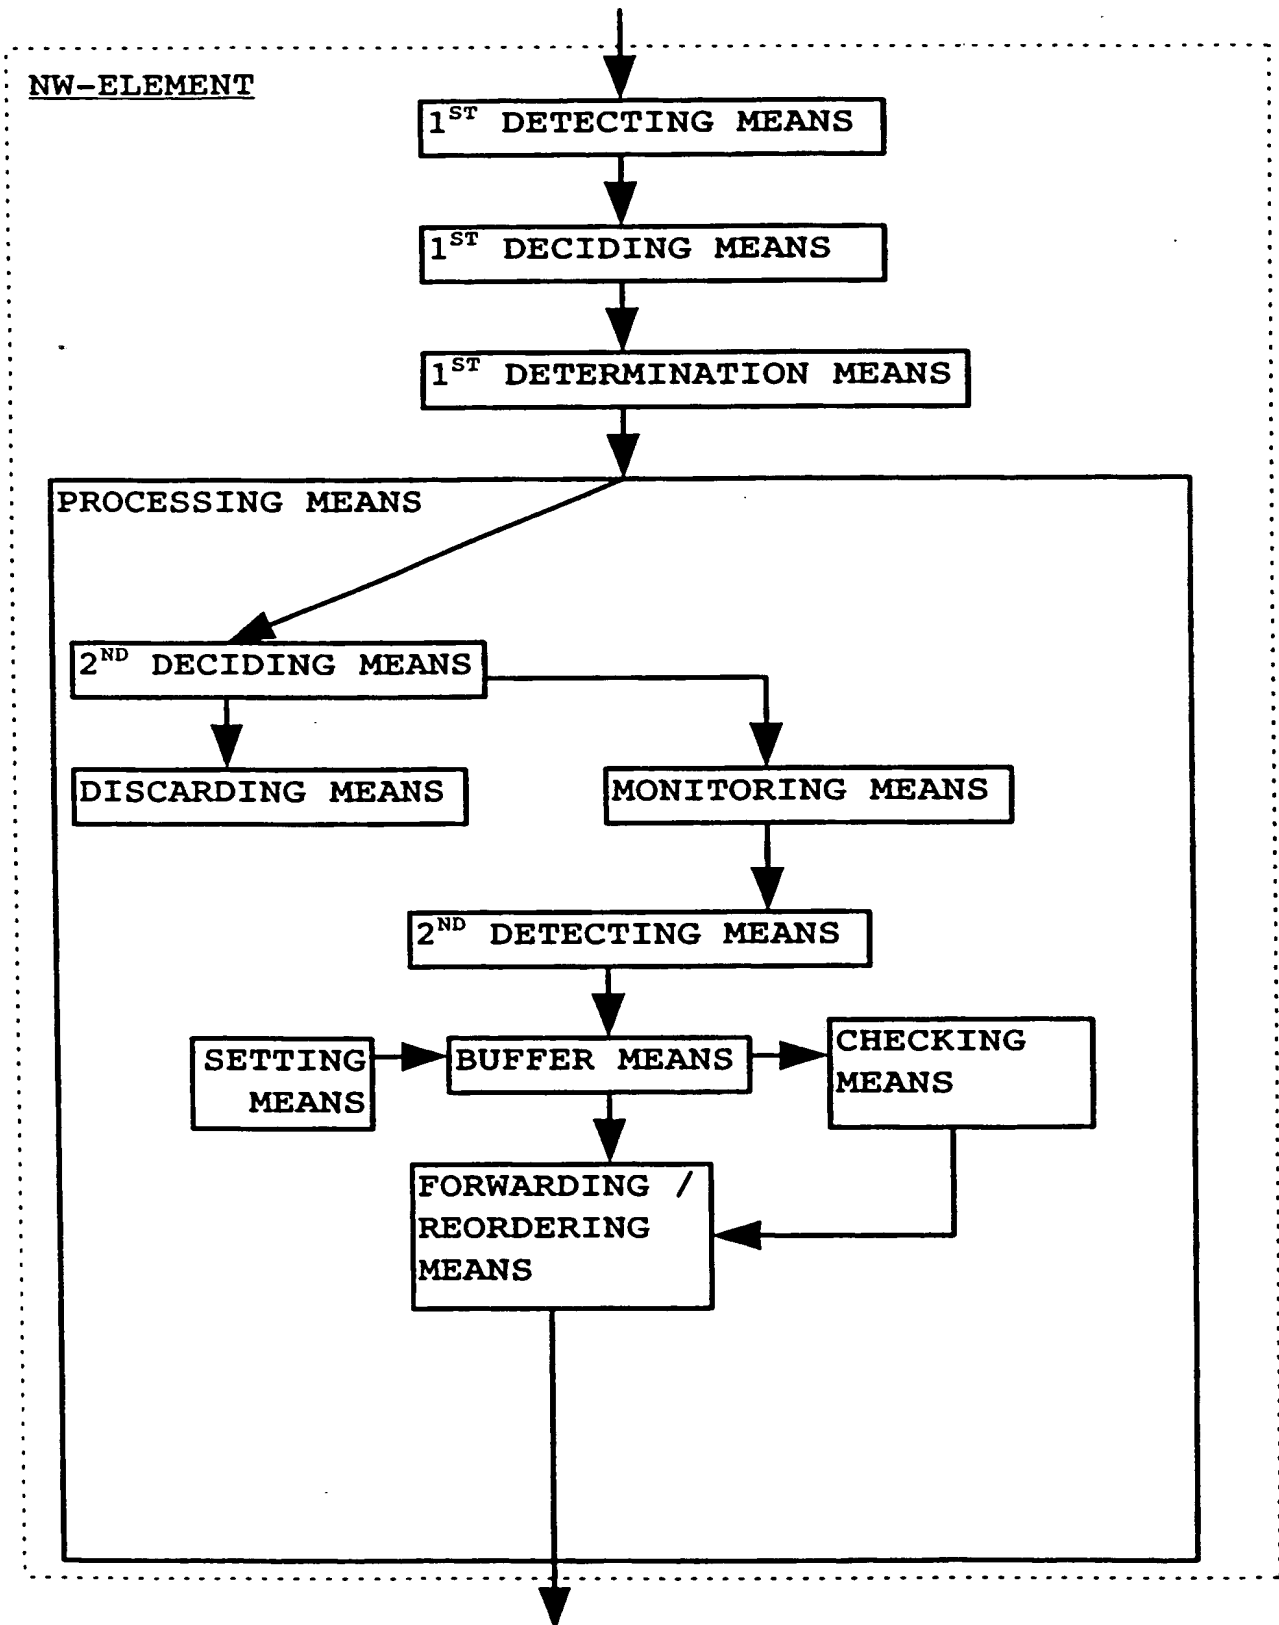 NW-ELEMENT
1ST DETECTING MEANS
1ST DECIDING MEANS
1ST DETERMINATION MEANS
PROCESSING MEANS
2ND DECIDING MEANS
DISCARDING MEANS
MONITORING MEANS
2ND DETECTING MEANS
SETTING
MEANS
BUFFER MEANS
CHECKING
MEANS
FORWARDING /
REORDERING
MEANS